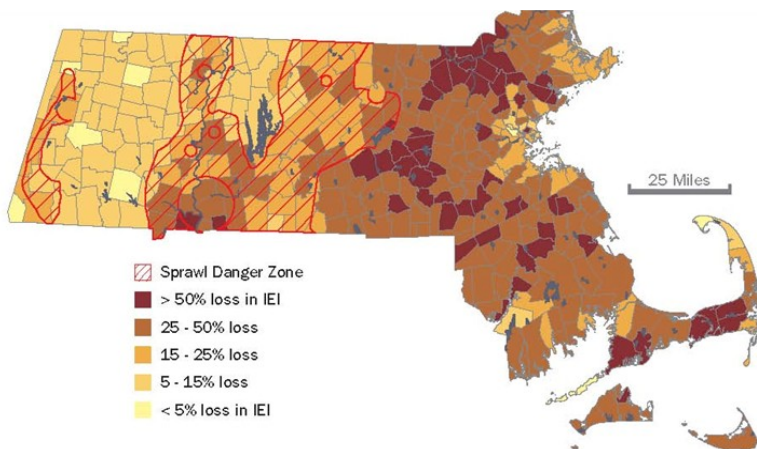 25 Miles
Sprawl Danger Zone
> 50% loss in IEI
25 - 50% loss
15 - 25% loss
5 - 15% loss
< 5% loss in IEI